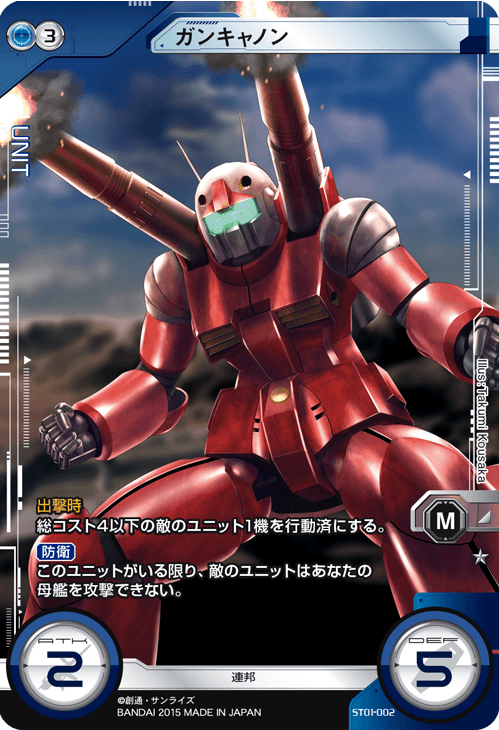 3
ガンキャノン
UNIT
Illus:Takumi Kousaka
出撃時
総コスト4以下の敵のユニット1機を行動済にする。
M
防衛
このユニットがいる限り、敵のユニットはあなたの
母艦を攻撃できない。
ATK
2
DEF
5
連邦
©創通・サンライズ
BANDAI 2015 MADE IN JAPAN
ST01-002